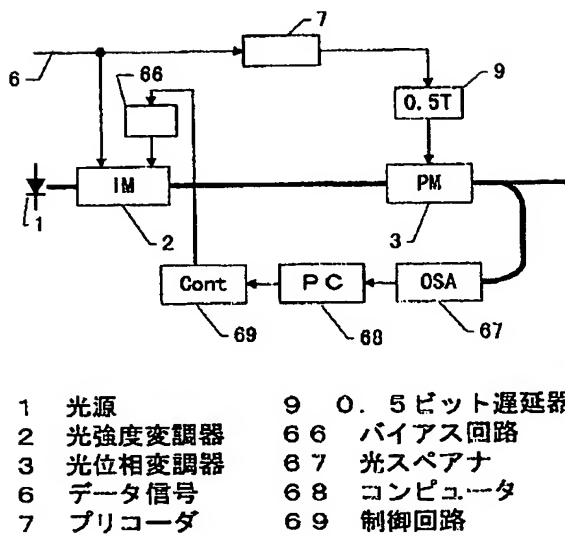 7
6
66
9
0.5T
IM
PM
1
2
3
Cont
PC
OSA
69
68
67
1 光源
2 光強度変調器
3 光位相変調器
6 データ信号
7 プリコーダ
9 0.5ビット遅延器
66 バイアス回路
67 光スペアナ
68 コンピュータ
69 制御回路